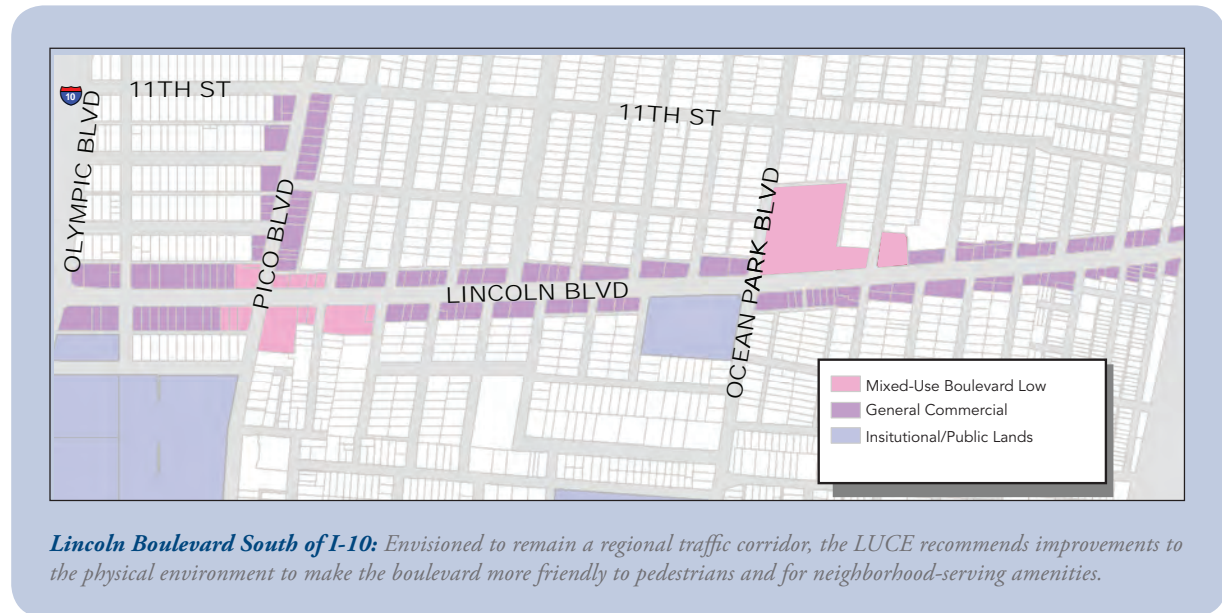 10
11TH ST
11TH ST
OLYMPIC BLVD
PICO BLVD
OCEAN PARK BLVD
LINCOLN BLVD
Mixed-Use Boulevard Low
General Commercial
Insitutional/Public Lands
Lincoln Boulevard South of I-10: Envisioned to remain a regional traffic corridor, the LUCE recommends improvements to
the physical environment to make the boulevard more friendly to pedestrians and for neighborhood-serving amenities.